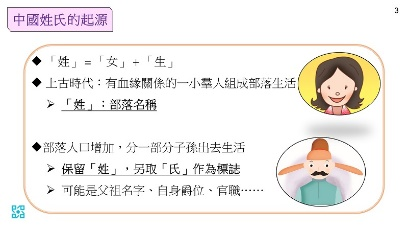 3
中國姓氏的起源
◆「姓」=「女」+「生」
◆ 上古時代：有血緣關係的一小羣人組成部落生活
➢ 「姓」：部落名稱
◆部落人口增加，分一部分子孫出去生活
➢ 保留「姓」，另取「氏」作為標誌
➢ 可能是父祖名字、自身爵位、官職……